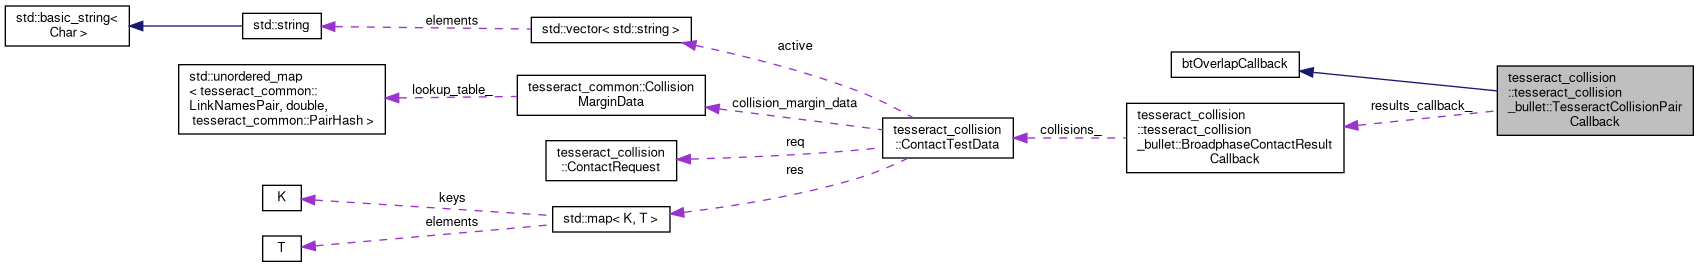 std::basic_string<
Char >
std::string
elements
std::vector< std::string >
active
std::unordered_map
< tesseract_common::
LinkNamesPair, double,
tesseract_common::PairHash >
lookup_table_
tesseract_common::Collision
MarginData
collision_margin_data
tesseract_collision
::ContactRequest
req
res
K
keys
T
elements
std::map< K, T >
tesseract_collision
::ContactTestData
collisions_
btOverlapCallback
tesseract_collision
::tesseract_collision
_bullet::BroadphaseContactResult
Callback
results_callback_
tesseract_collision
::tesseract_collision
_bullet::TesseractCollisionPair
Callback